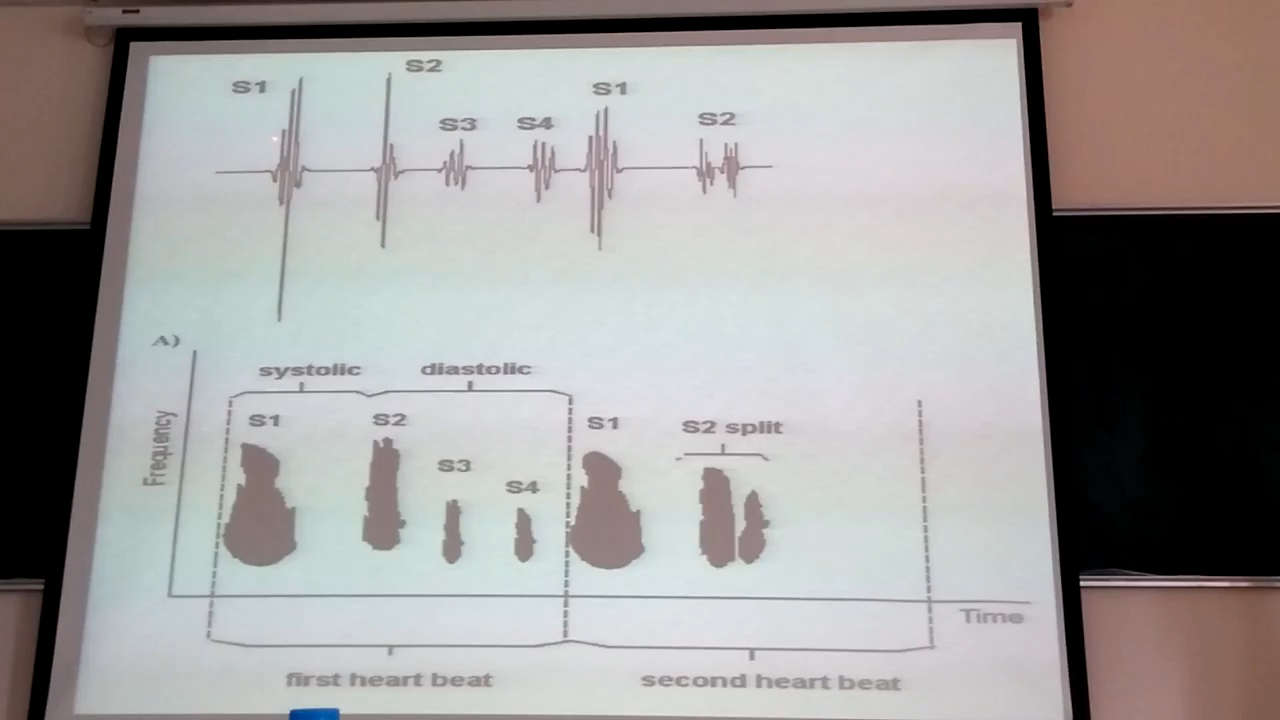 S1
S2
S3
S4
S1
S2
A)
Frequency
systolic
diastolic
S1
S2
S3
S4
S1
S2 split
Time
first heart beat
second heart beat